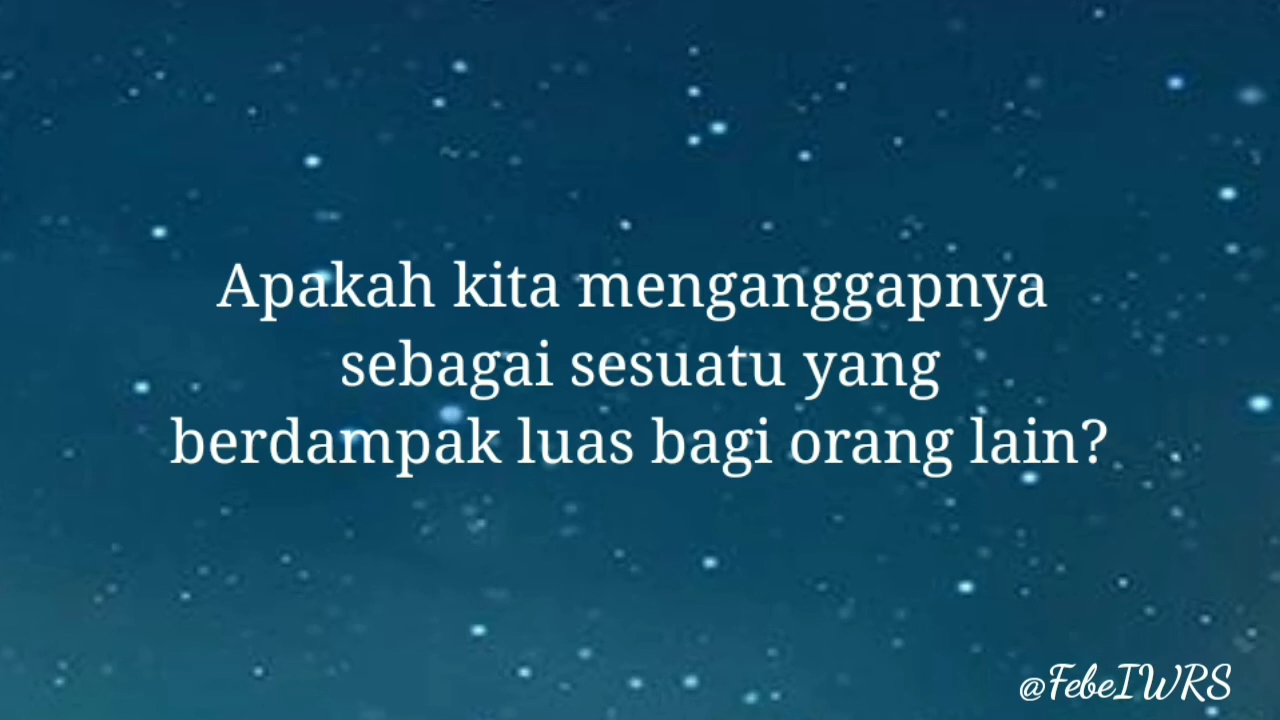 Apakah kita menganggapnya
sebagai sesuatu yang
berdampak luas bagi orang lain?
@FebeIWRS